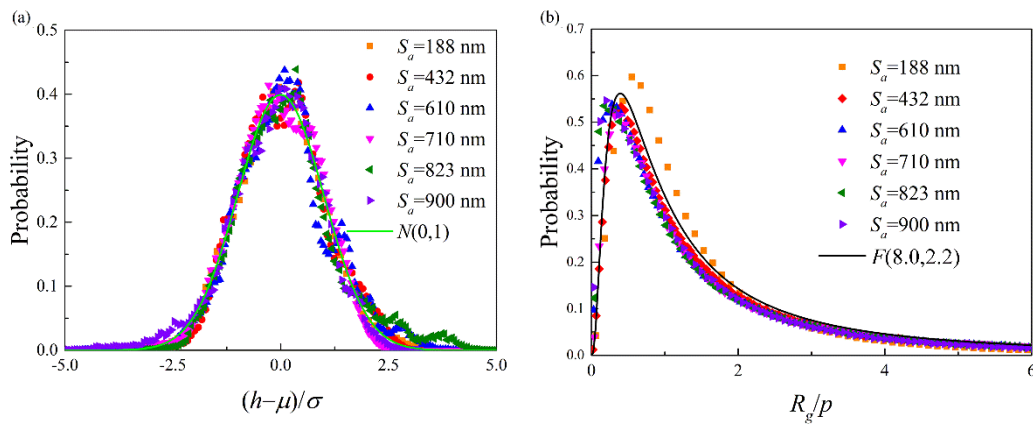 (a)
0.5
0.4
0.3
0.2
0.1
0.0
Probability
-5.0
-2.5
0.0
2.5
5.0
(h−μ)/σ
Sₐ=188 nm
Sₐ=432 nm
Sₐ=610 nm
Sₐ=710 nm
Sₐ=823 nm
Sₐ=900 nm
N(0,1)
(b)
0.7
0.6
0.5
0.4
0.3
0.2
0.1
0.0
Probability
0
2
4
6
R_g/p
Sₐ=188 nm
Sₐ=432 nm
Sₐ=610 nm
Sₐ=710 nm
Sₐ=823 nm
Sₐ=900 nm
F(8.0,2.2)